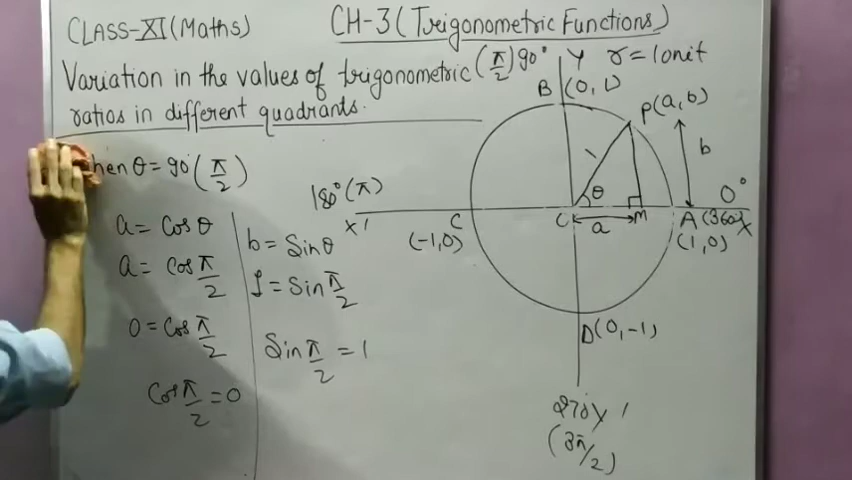 CLASS-XI (Maths)
CH-3 (Trigonometric Functions)
Variation in the values of trigonometric
ratios in different quadrants.
hen θ = 90° (π/2)
a = Cos θ
a = Cos π/2
0 = Cos π/2
Cos π/2 = 0
b = Sin θ
1 = Sin π/2
Sin π/2 = 1
(π/2) 90°
Y
r = 1 unit
B (0, 1)
P(a, b)
b
1
θ
180° (π)
X'
C
(-1, 0)
C
a
M
0°
A (360°)
X
(1, 0)
D (0, -1)
270
Y'
(3π/2)